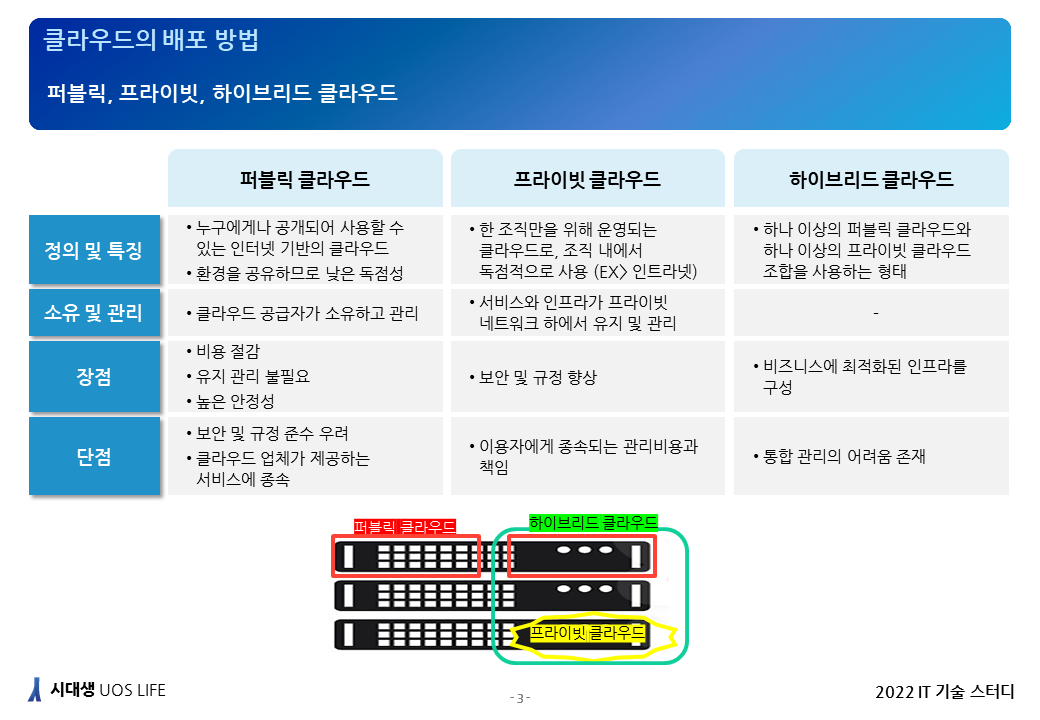 클라우드의 배포 방법
퍼블릭, 프라이빗, 하이브리드 클라우드
퍼블릭 클라우드
프라이빗 클라우드
하이브리드 클라우드
정의 및 특징
• 누구에게나 공개되어 사용할 수
있는 인터넷 기반의 클라우드
• 환경을 공유하므로 낮은 독점성
• 한 조직만을 위해 운영되는
클라우드로, 조직 내에서
독점적으로 사용 (EX> 인트라넷)
• 하나 이상의 퍼블릭 클라우드와
하나 이상의 프라이빗 클라우드
조합을 사용하는 형태
소유 및 관리
• 클라우드 공급자가 소유하고 관리
• 서비스와 인프라가 프라이빗
네트워크 하에서 유지 및 관리
-
장점
• 비용 절감
• 유지 관리 불필요
• 높은 안정성
• 보안 및 규정 향상
• 비즈니스에 최적화된 인프라를
구성
단점
• 보안 및 규정 준수 우려
• 클라우드 업체가 제공하는
서비스에 종속
• 이용자에게 종속되는 관리비용과
책임
• 통합 관리의 어려움 존재
퍼블릭 클라우드
하이브리드 클라우드
프라이빗 클라우드
시대생 UOS LIFE
- 3 -
2022 IT 기술 스터디